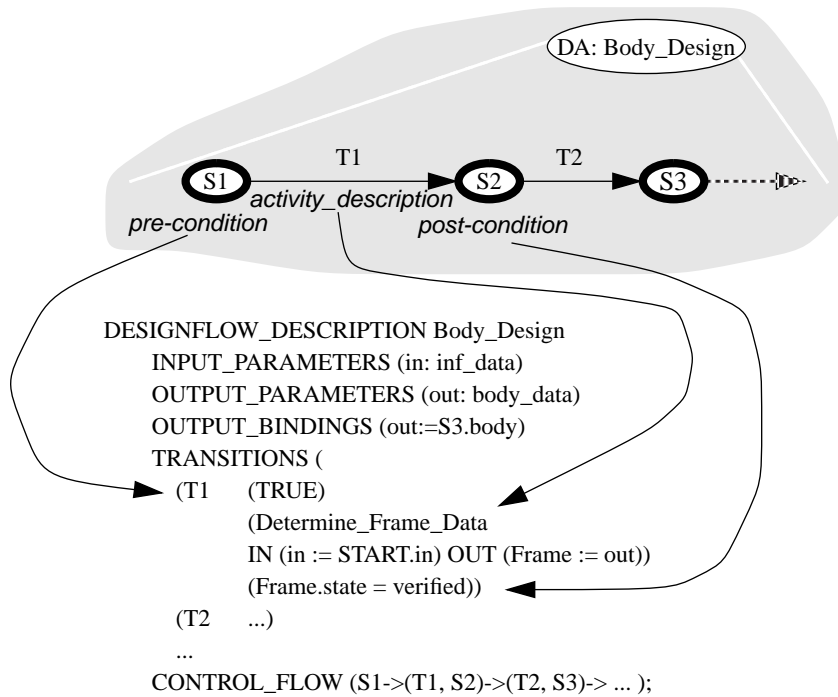 DA: Body_Design
T1 T2
S1 S2 S3
activity_description
pre-condition post-condition
DESIGNFLOW_DESCRIPTION Body_Design
INPUT_PARAMETERS (in: inf_data)
OUTPUT_PARAMETERS (out: body_data)
OUTPUT_BINDINGS (out:=S3.body)
TRANSITIONS (
(T1 (TRUE)
(Determine_Frame_Data
IN (in := START.in) OUT (Frame := out))
(Frame.state = verified))
(T2 ...)
...
CONTROL_FLOW (S1->(T1, S2)->(T2, S3)-> ... );